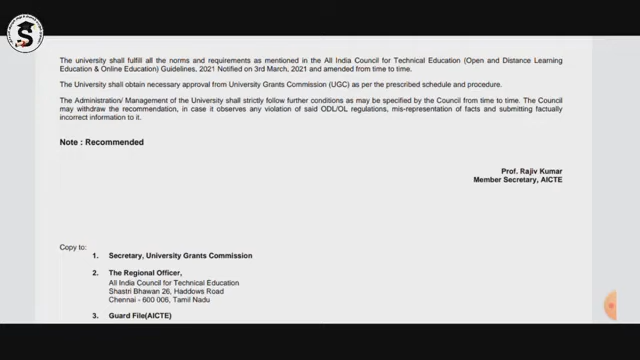 The university shall fulfill all the norms and requirements as mentioned in the All India Council for Technical Education (Open and Distance Learning
Education & Online Education) Guidelines, 2021 Notified on 3rd March, 2021 and amended from time to time.
The University shall obtain necessary approval from University Grants Commission (UGC) as per the prescribed schedule and procedure.
The Administration/ Management of the University shall strictly follow further conditions as may be specified by the Council from time to time. The Council
may withdraw the recommendation, in case it observes any violation of said ODL/OL regulations, mis-representation of facts and submitting factually
incorrect information to it.
Note : Recommended
Prof. Rajiv Kumar
Member Secretary, AICTE
Copy to:
1. Secretary, University Grants Commission
2. The Regional Officer,
All India Council for Technical Education
Shastri Bhawan 26, Haddows Road
Chennai - 600 006, Tamil Nadu
3. Guard File(AICTE)